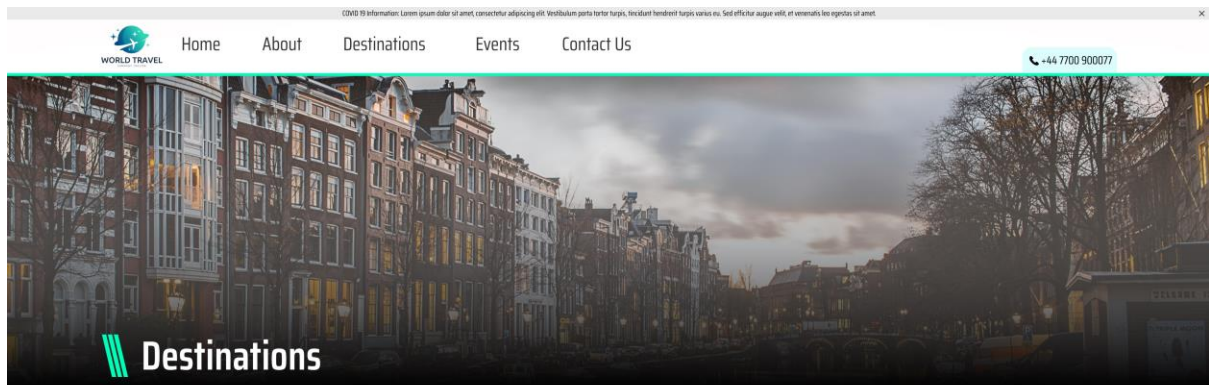 COVID 19 Information: Lorem ipsum dolor sit amet, consectetur adipiscing elit. Vestibulum porta tortor turpis, tincidunt hendrerit turpis varius eu. Sed efficitur augue velit, et venenatis leo egestas sit amet.
WORLD TRAVEL
Home About Destinations Events Contact Us
+44 7700 900077
Destinations